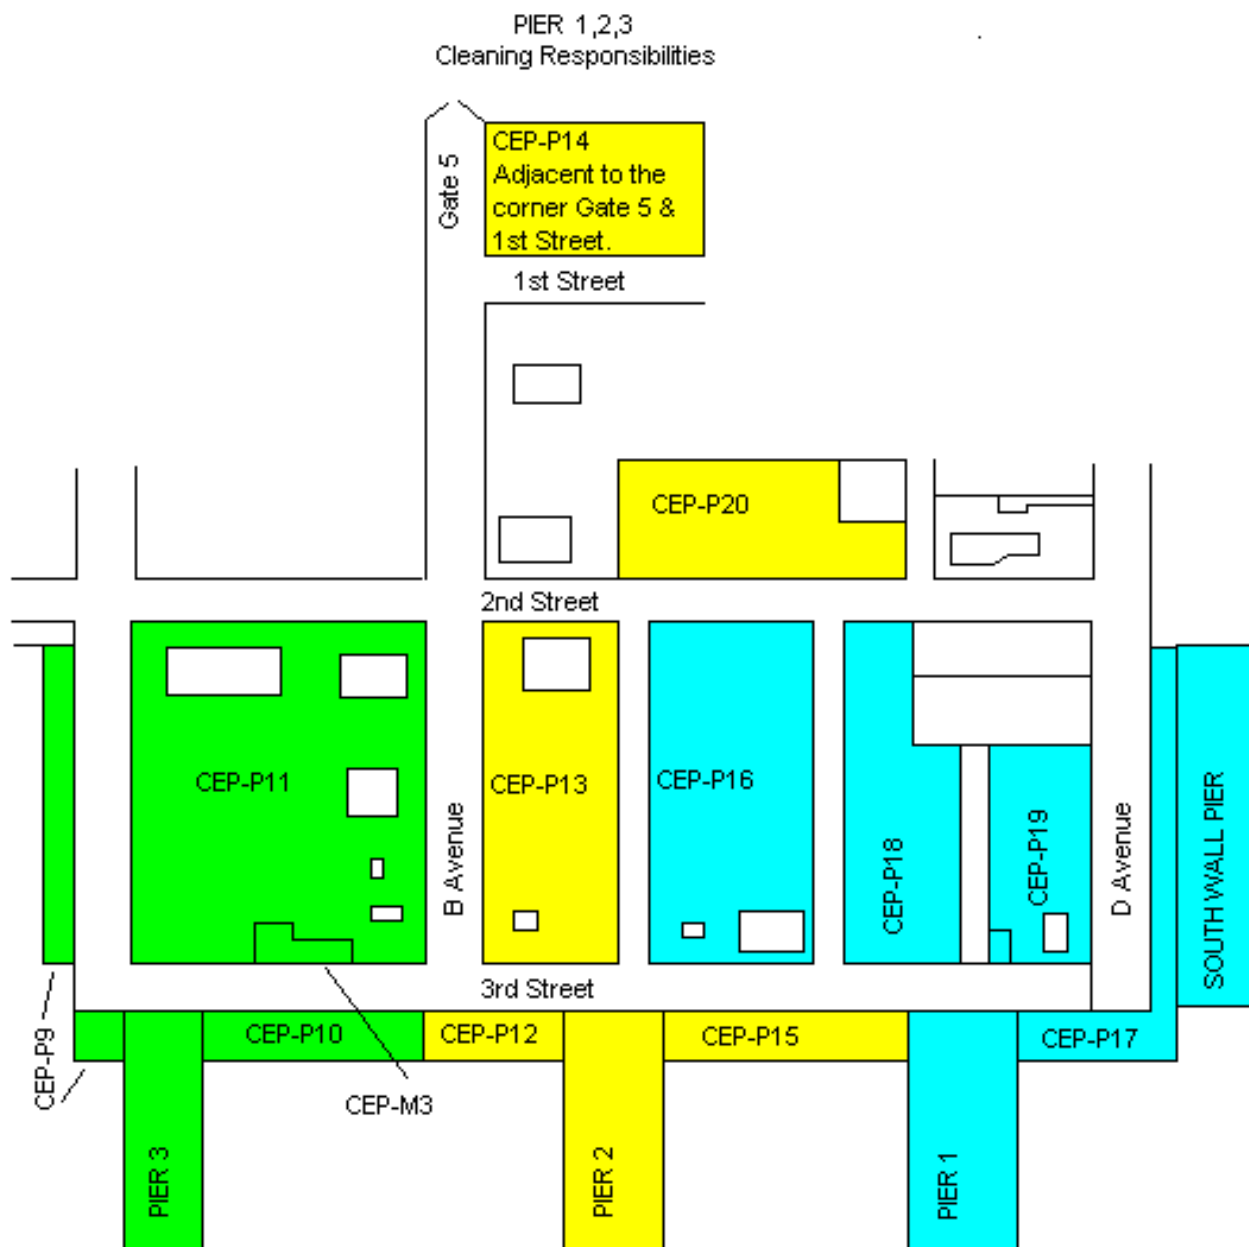 PIER 1,2,3
Cleaning Responsibilities
CEP-P14
Adjacent to the
corner Gate 5 &
1st Street.
Gate 5
1st Street
CEP-P20
2nd Street
CEP-P11
CEP-P13
CEP-P16
CEP-P18
CEP-P19
B Avenue
D Avenue
SOUTH WALL PIER
3rd Street
CEP-P9
CEP-P10
CEP-P12
CEP-P15
CEP-P17
CEP-M3
PIER 3
PIER 2
PIER 1